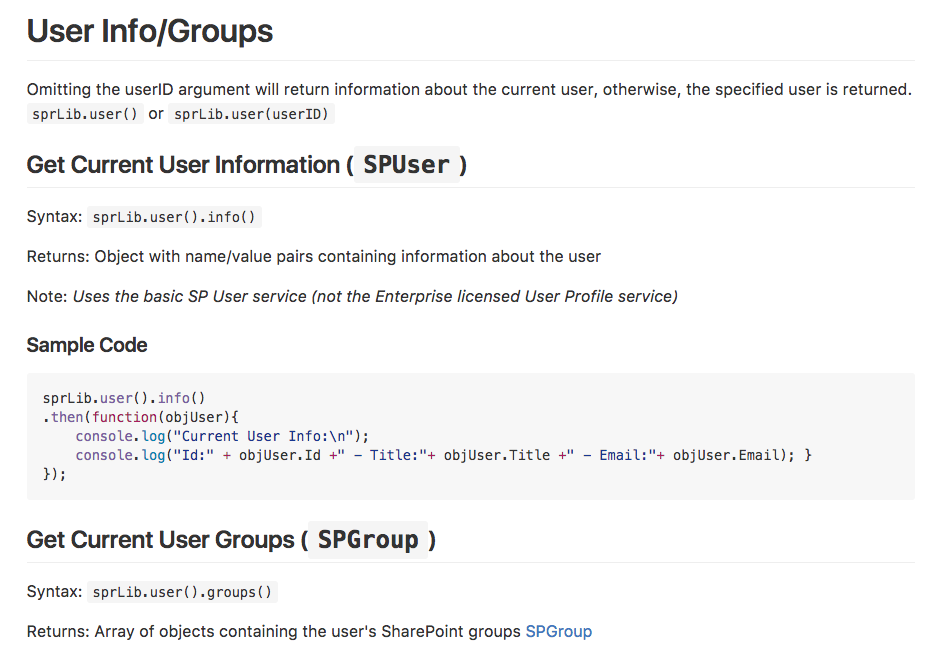 User Info/Groups
Omitting the userID argument will return information about the current user, otherwise, the specified user is returned.
sprLib.user() or sprLib.user(userID)
Get Current User Information ( SPUser )
Syntax: sprLib.user().info()
Returns: Object with name/value pairs containing information about the user
Note: Uses the basic SP User service (not the Enterprise licensed User Profile service)
Sample Code
sprLib.user().info()
.then(function(objUser){
    console.log("Current User Info:\n");
    console.log("Id:" + objUser.Id +" - Title:"+ objUser.Title +" - Email:"+ objUser.Email); }
});
Get Current User Groups ( SPGroup )
Syntax: sprLib.user().groups()
Returns: Array of objects containing the user's SharePoint groups SPGroup